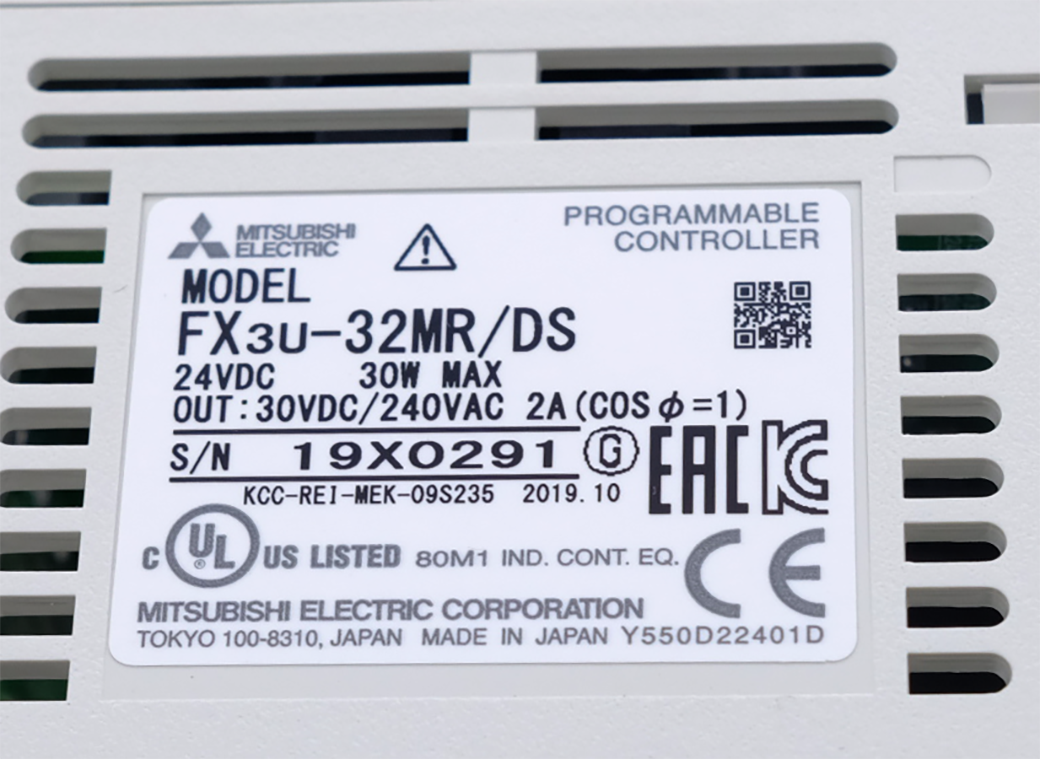 MITSUBISHI
ELECTRIC
PROGRAMMABLE
CONTROLLER
MODEL
FX3U-32MR/DS
24VDC 30W MAX
OUT:30VDC/240VAC 2A(COSφ=1)
S/N 19X0291 G EAC KC
KCC-REI-MEK-09S235 2019.10
C UL US LISTED 80M1 IND. CONT. EQ. CE
MITSUBISHI ELECTRIC CORPORATION
TOKYO 100-8310, JAPAN MADE IN JAPAN Y550D22401D